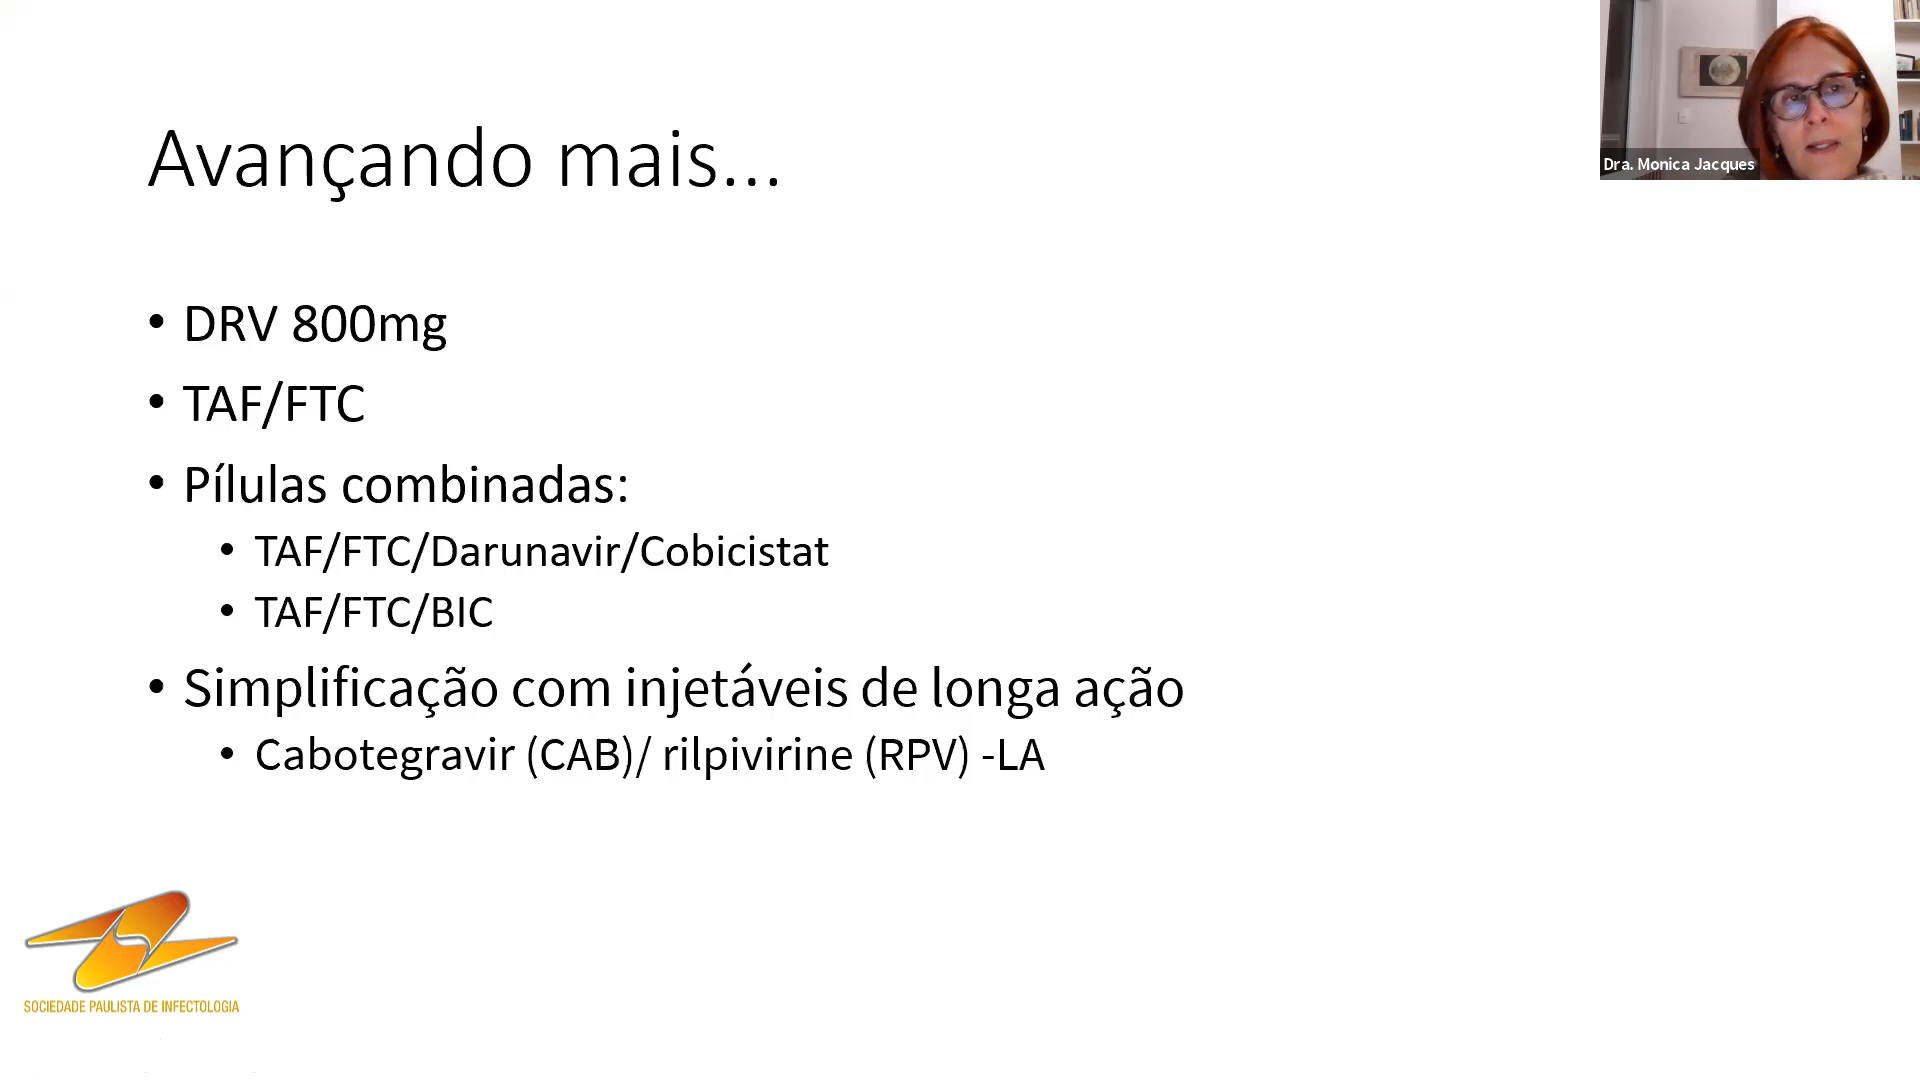 Avançando mais...
Dra. Monica Jacques
• DRV 800mg
• TAF/FTC
• Pílulas combinadas:
• TAF/FTC/Darunavir/Cobicistat
• TAF/FTC/BIC
• Simplificação com injetáveis de longa ação
• Cabotegravir (CAB)/ rilpivirine (RPV) -LA
SOCIEDADE PAULISTA DE INFECTOLOGIA